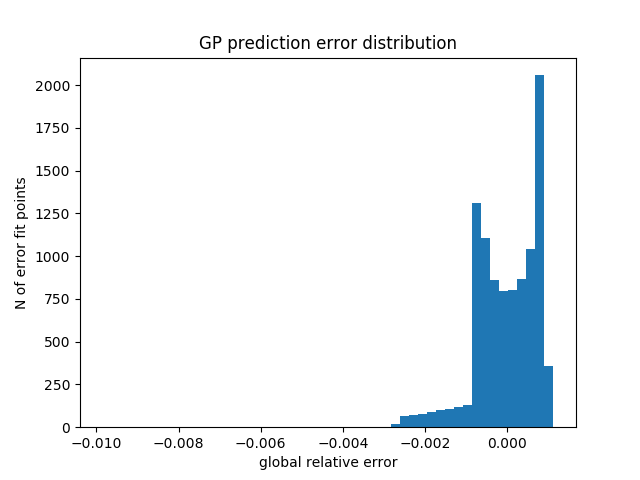 GP prediction error distribution
N of error fit points
2000
1750
1500
1250
1000
750
500
250
0
−0.010 −0.008 −0.006 −0.004 −0.002 0.000
global relative error